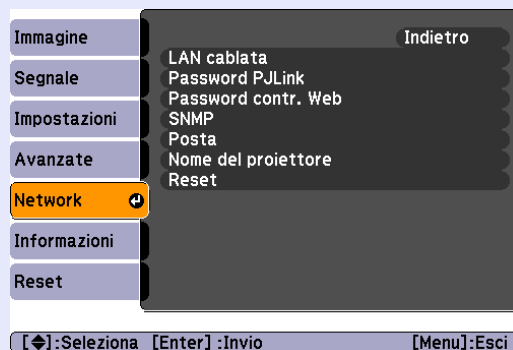 Immagine
Segnale
Impostazioni
Avanzate
Network
Informazioni
Reset
Indietro
LAN cablata
Password PJLink
Password contr. Web
SNMP
Posta
Nome del proiettore
Reset
[◆]:Seleziona [Enter] :Invio [Menu]:Esci